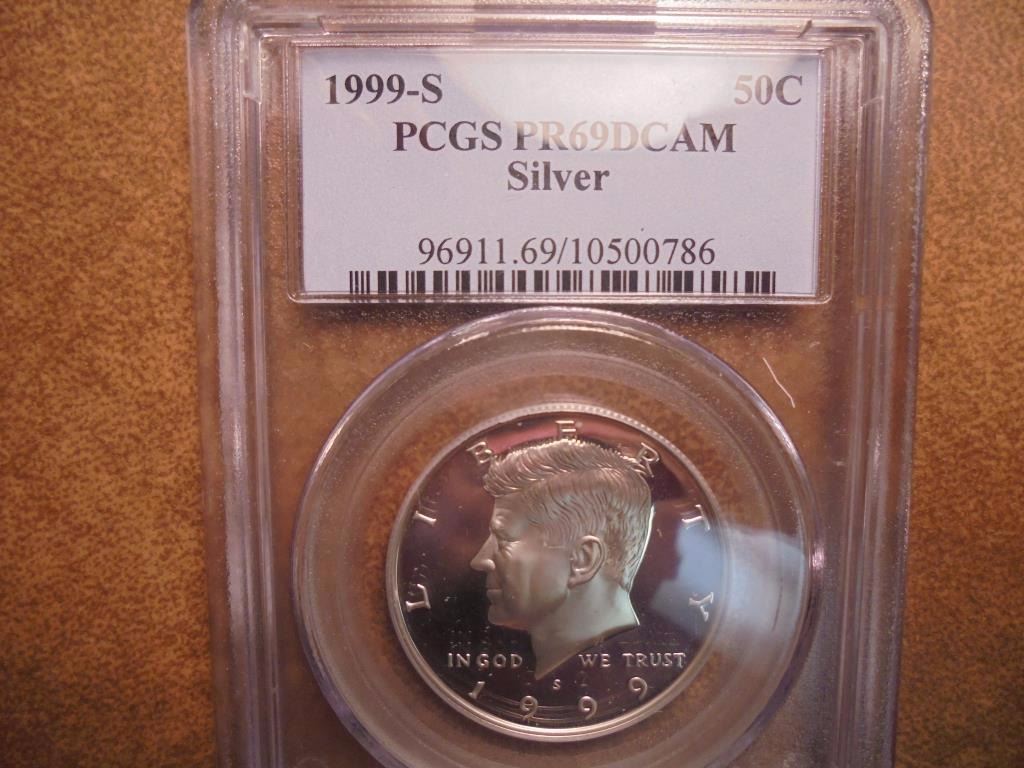 1999-S 50C
PCGS PR69DCAM
Silver
96911.69/10500786
LIBERTY
IN GOD WE TRUST
S
1999